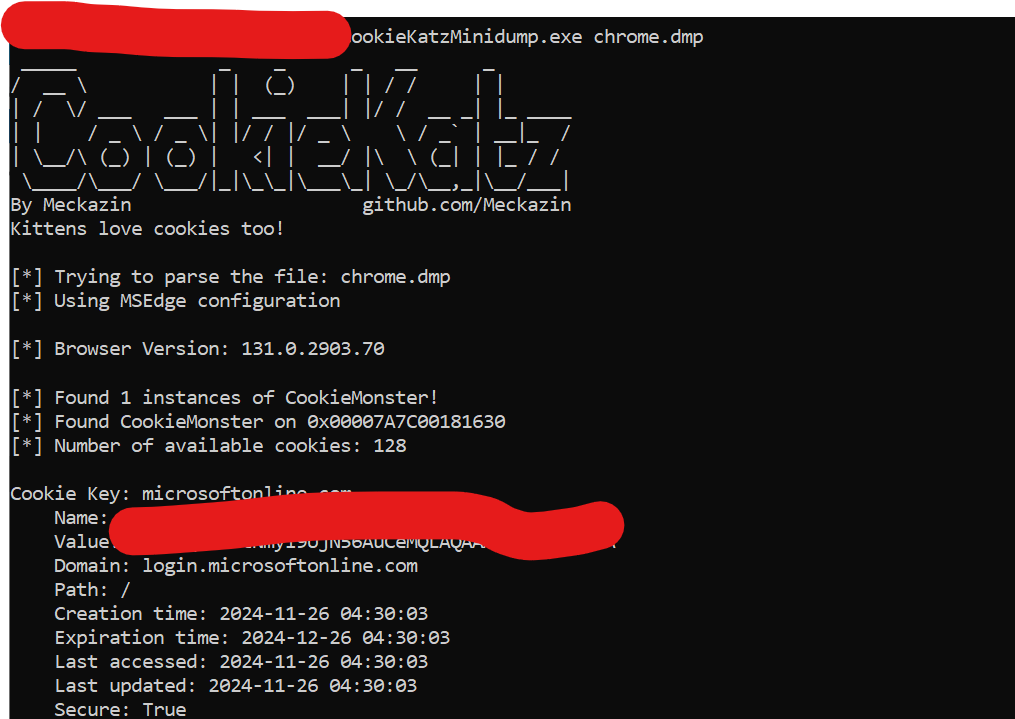 ookieKatzMinidump.exe chrome.dmp
CookieKatz
By Meckazin github.com/Meckazin
Kittens love cookies too!
[*] Trying to parse the file: chrome.dmp
[*] Using MSEdge configuration
[*] Browser Version: 131.0.2903.70
[*] Found 1 instances of CookieMonster!
[*] Found CookieMonster on 0x00007A7C00181630
[*] Number of available cookies: 128
Cookie Key: microsoftonline.com
Name:
Value:
Domain: login.microsoftonline.com
Path: /
Creation time: 2024-11-26 04:30:03
Expiration time: 2024-12-26 04:30:03
Last accessed: 2024-11-26 04:30:03
Last updated: 2024-11-26 04:30:03
Secure: True